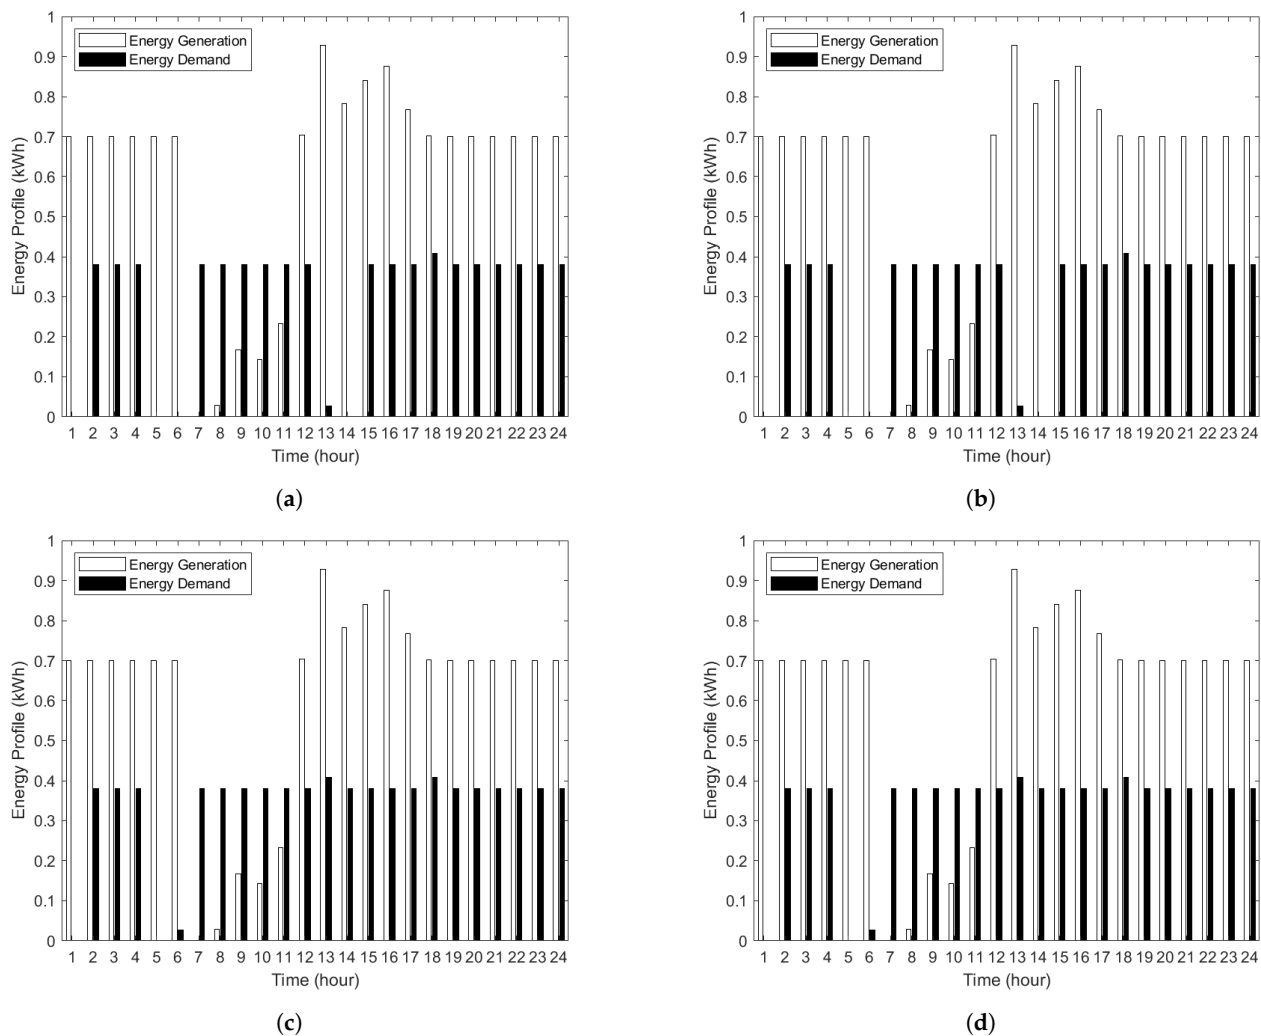 1
0.9
0.8
0.7
0.6
0.5
0.4
0.3
0.2
0.1
0
Energy Profile (kWh)
Energy Generation
Energy Demand
1 2 3 4 5 6 7 8 9 10 11 12 13 14 15 16 17 18 19 20 21 22 23 24
Time (hour)
(a)
1
0.9
0.8
0.7
0.6
0.5
0.4
0.3
0.2
0.1
0
Energy Profile (kWh)
Energy Generation
Energy Demand
1 2 3 4 5 6 7 8 9 10 11 12 13 14 15 16 17 18 19 20 21 22 23 24
Time (hour)
(b)
1
0.9
0.8
0.7
0.6
0.5
0.4
0.3
0.2
0.1
0
Energy Profile (kWh)
Energy Generation
Energy Demand
1 2 3 4 5 6 7 8 9 10 11 12 13 14 15 16 17 18 19 20 21 22 23 24
Time (hour)
(c)
1
0.9
0.8
0.7
0.6
0.5
0.4
0.3
0.2
0.1
0
Energy Profile (kWh)
Energy Generation
Energy Demand
1 2 3 4 5 6 7 8 9 10 11 12 13 14 15 16 17 18 19 20 21 22 23 24
Time (hour)
(d)